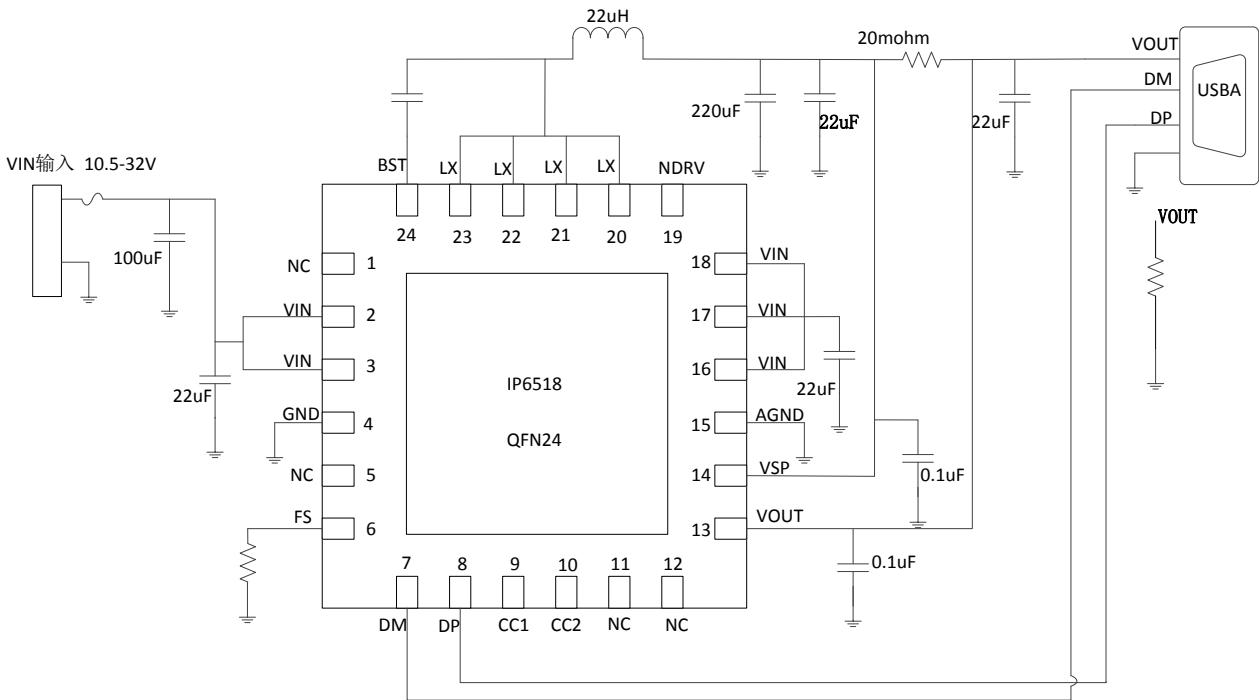 22uH
20mohm
VOUT
DM
USBA
DP
220uF
22uF
22uF
VIN输入 10.5-32V
BST
LX
LX
LX
LX
NDRV
24
23
22
21
20
19
VOUT
100uF
NC
1
18
VIN
VIN
2
17
VIN
VIN
3
16
VIN
22uF
22uF
IP6518
QFN24
GND
4
15
AGND
NC
5
14
VSP
0.1uF
FS
6
13
VOUT
0.1uF
7
8
9
10
11
12
DM
DP
CC1
CC2
NC
NC